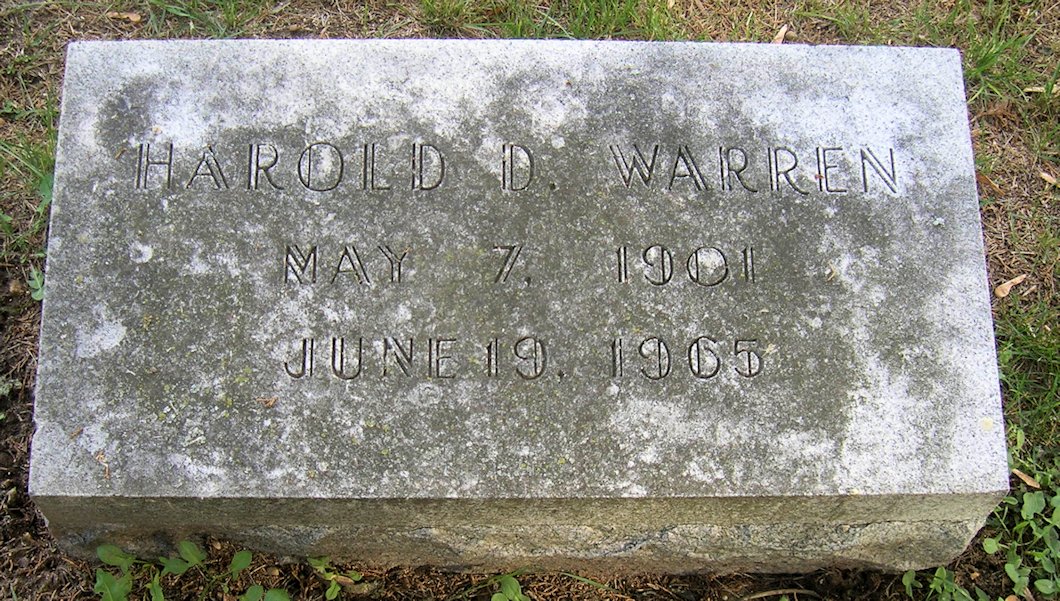 HAROLD D. WARREN
MAY 7, 1901
JUNE 19, 1965